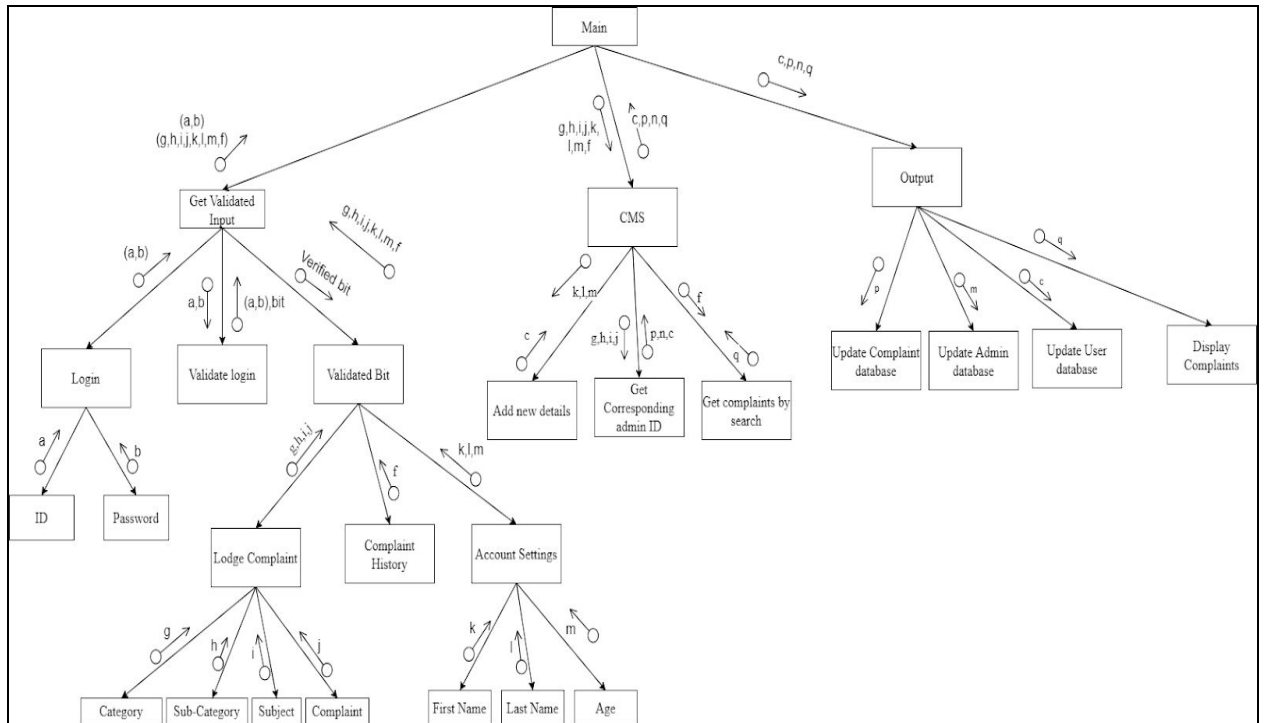 Main
c,p,n,q
(a,b)
(g,h,i,j,k,l,m,f)
g,h,i,j,k,
l,m,f
c,p,n,q
Output
Get Validated
Input
CMS
g,h,i,j,k,l,m,f
(a,b)
Verified bit
a,b
(a,b),bit
k,l,m
f
q
p
m
c
c
g,h,i,j
p,n,c
q
Login
Validate login
Validated Bit
Add new details
Get
Corresponding
admin ID
Get complaints by
search
Update Complaint
database
Update Admin
database
Update User
database
Display
Complaints
a
b
g,h,i,j
f
k,l,m
ID
Password
Lodge Complaint
Complaint
History
Account Settings
g
h
i
j
k
l
m
Category
Sub-Category
Subject
Complaint
First Name
Last Name
Age